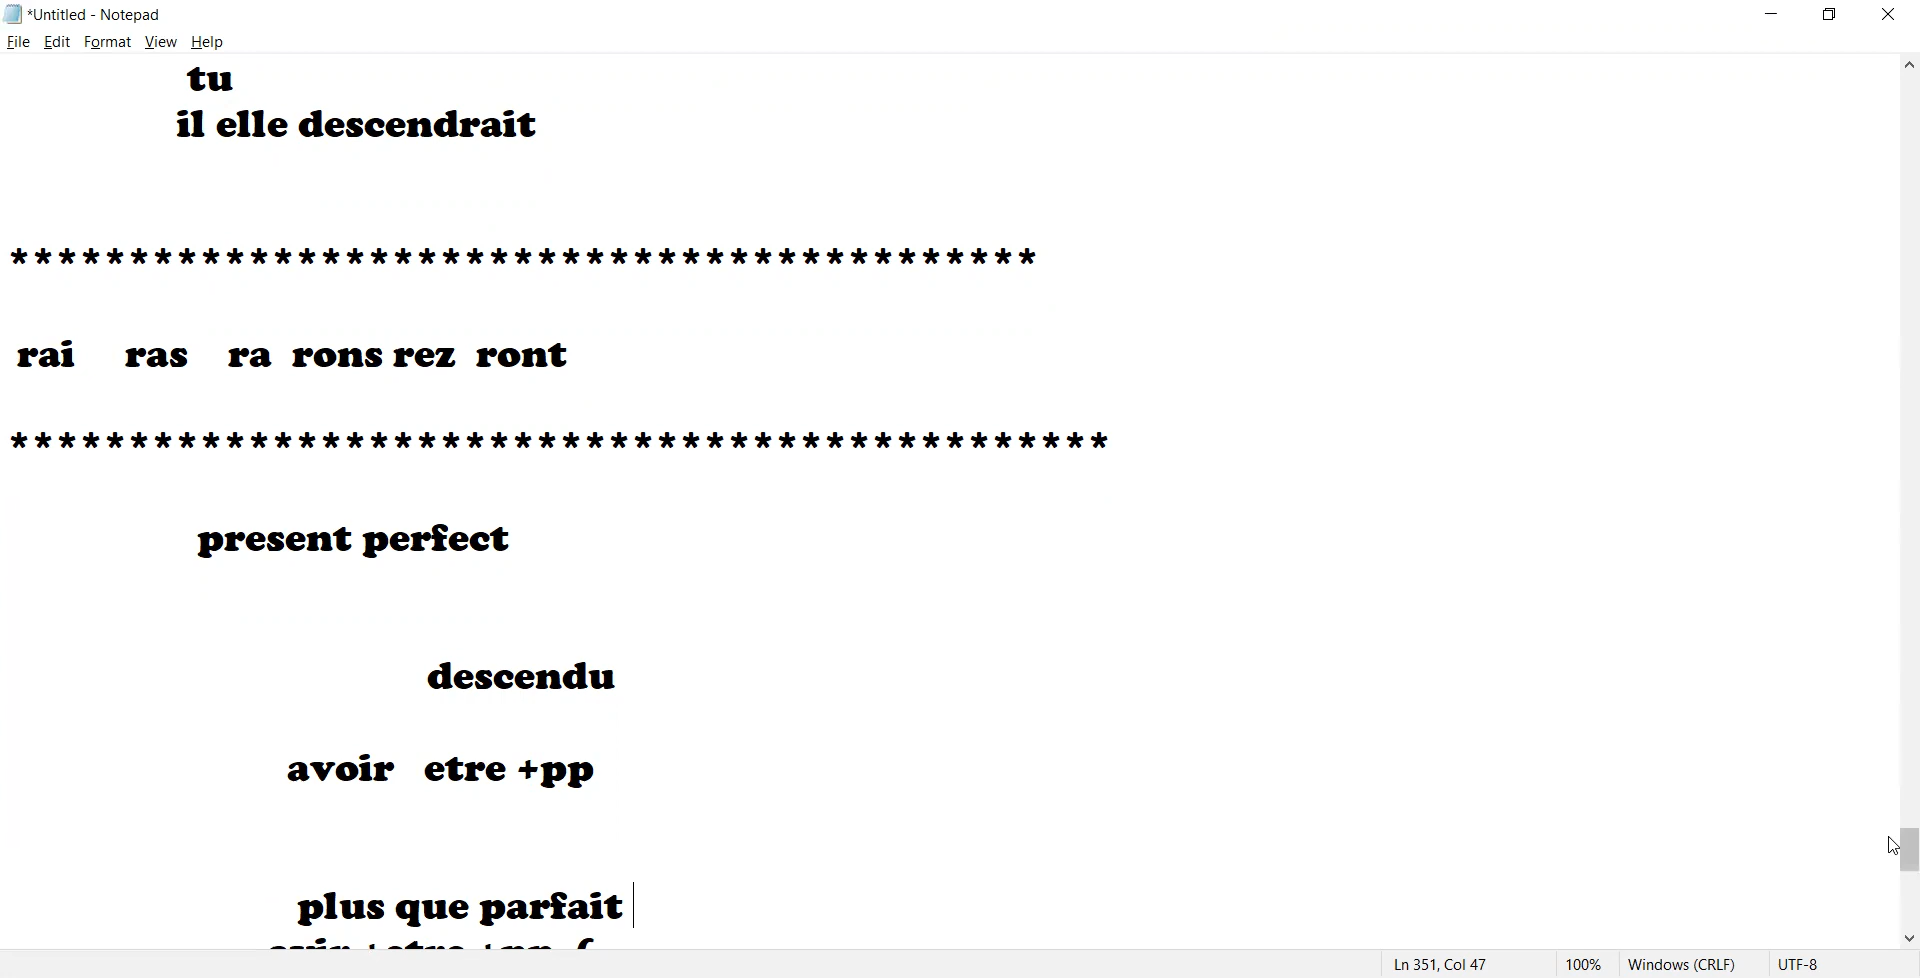 *Untitled - Notepad
File Edit Format View Help
tu
il elle descendrait
*******************************************
rai ras ra rons rez ront
**********************************************
present perfect
descendu
avoir etre +pp
plus que parfait
Ln 351, Col 47 100% Windows (CRLF) UTF-8